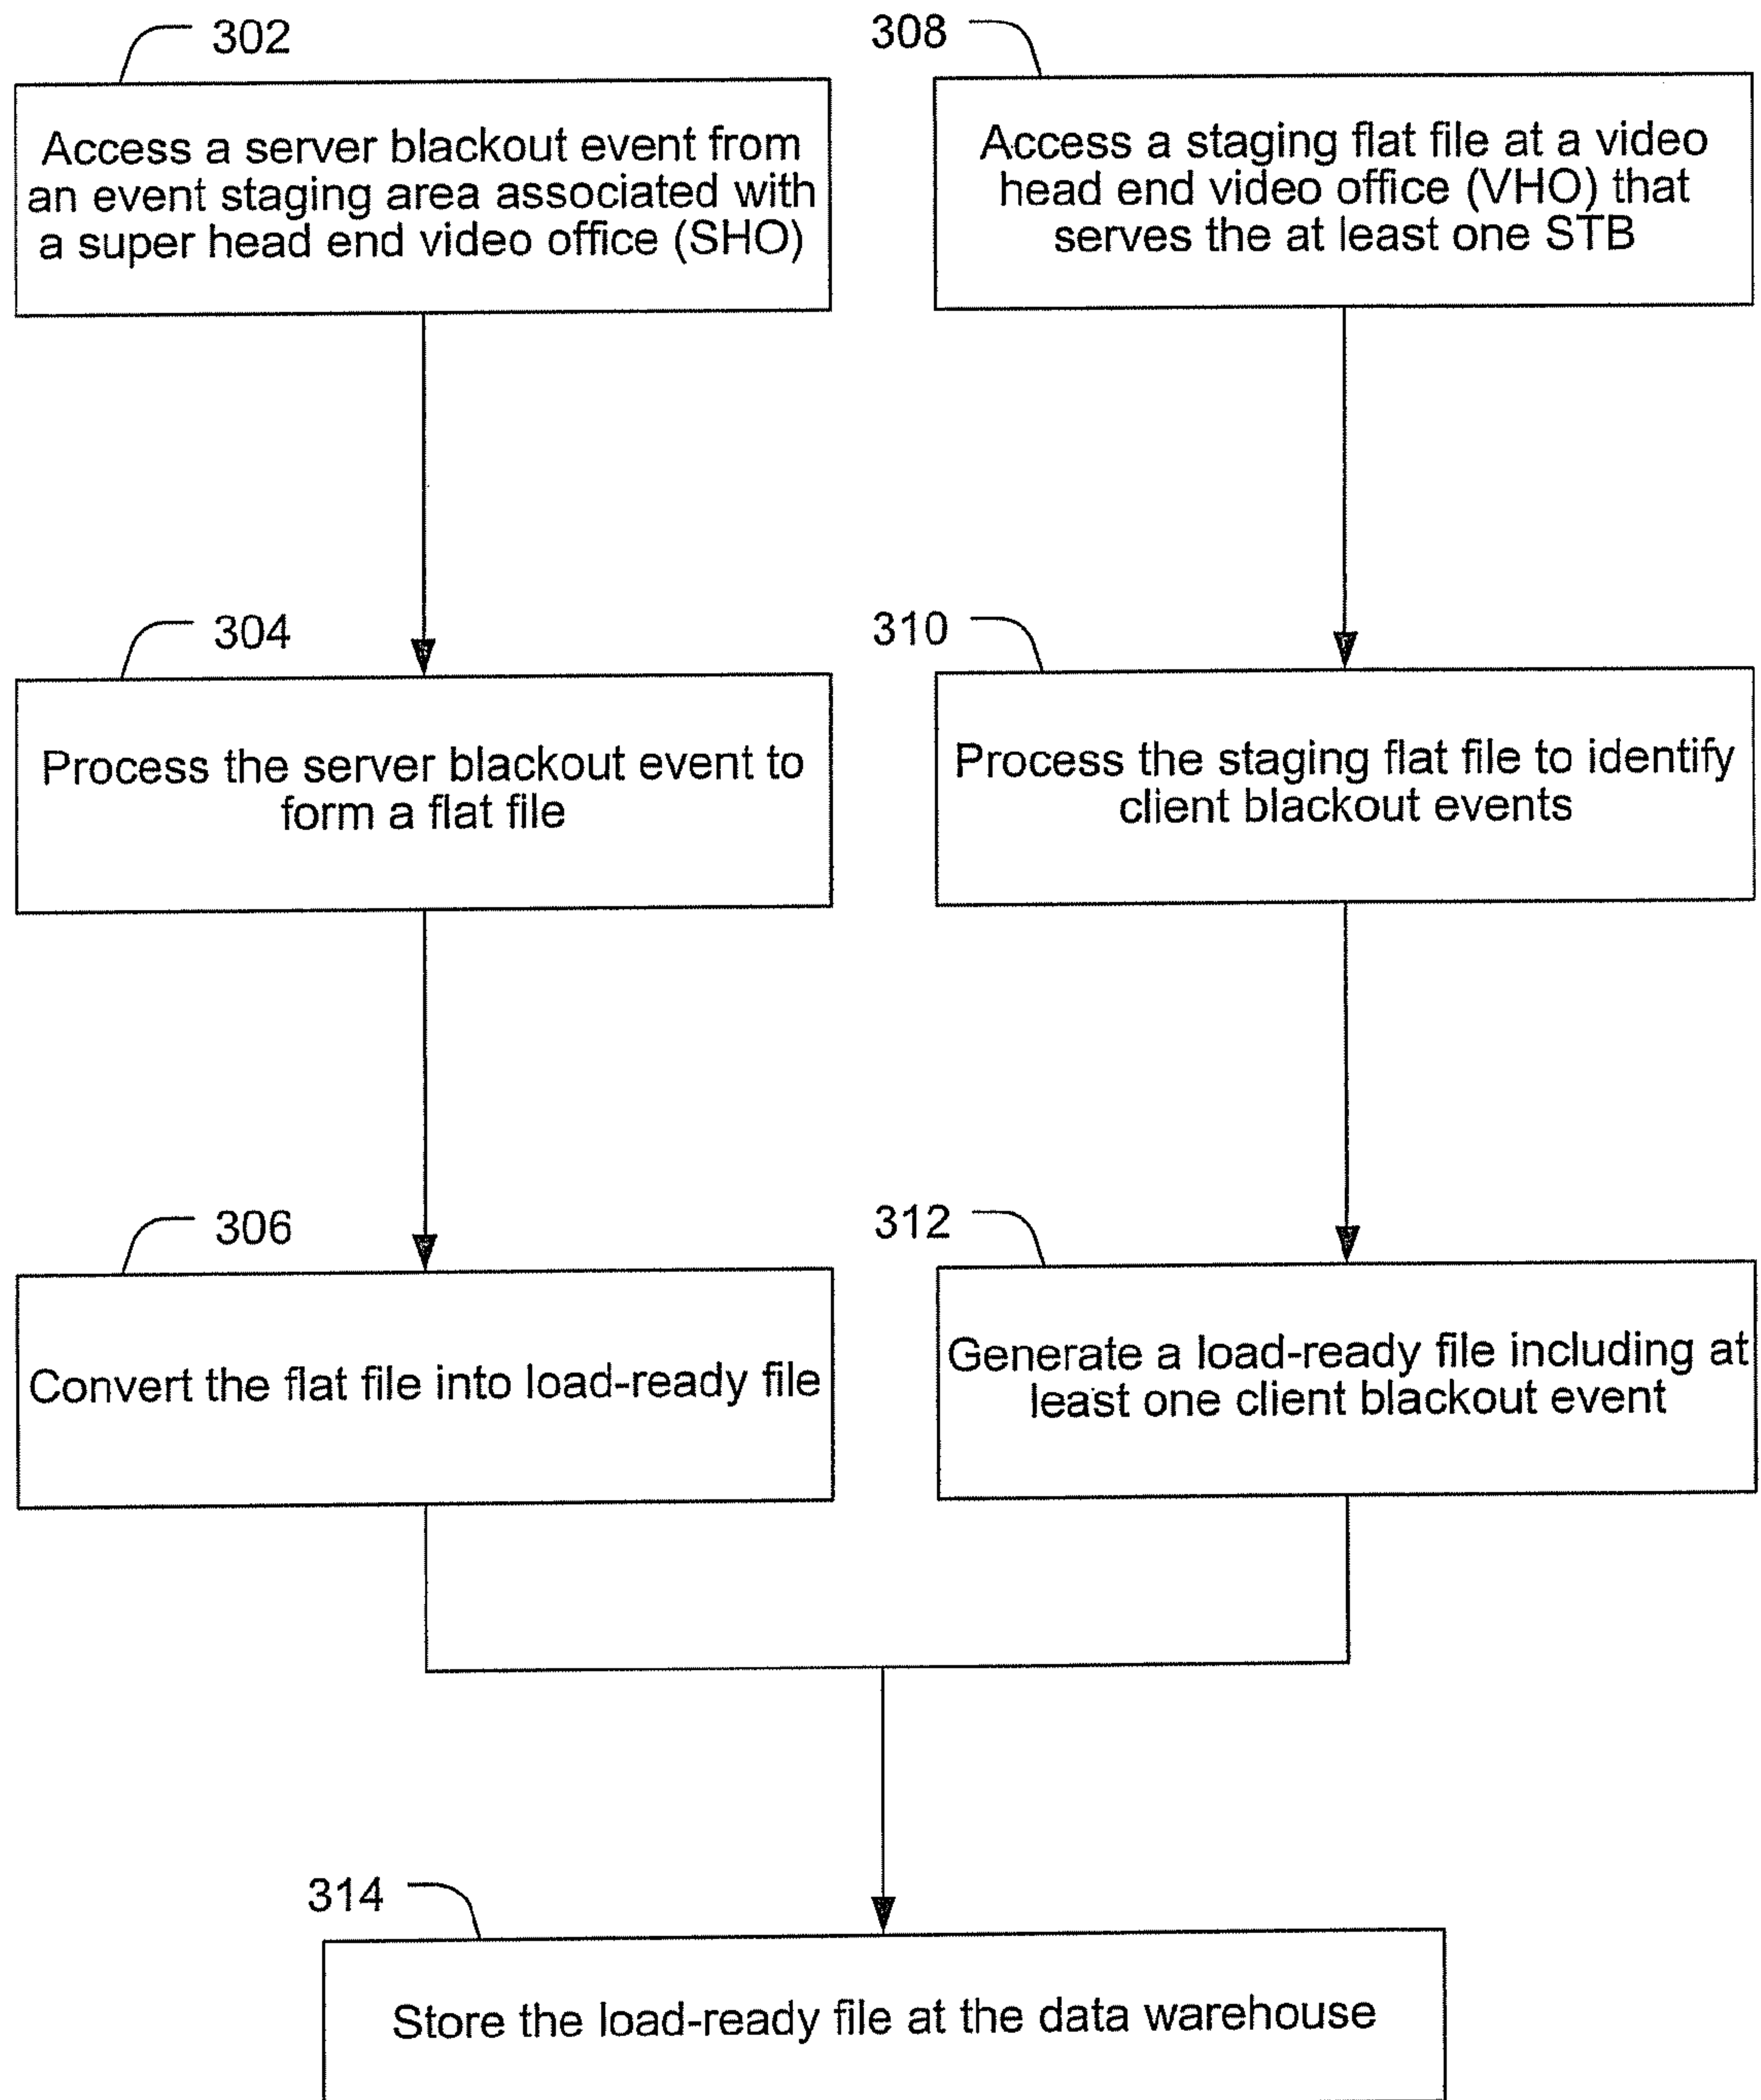 302
Access a server blackout event from
an event staging area associated with
a super head end video office (SHO)
304
Process the server blackout event to
form a flat file
306
Convert the flat file into load-ready file
308
Access a staging flat file at a video
head end video office (VHO) that
serves the at least one STB
310
Process the staging flat file to identify
client blackout events
312
Generate a load-ready file including at
least one client blackout event
314
Store the load-ready file at the data warehouse